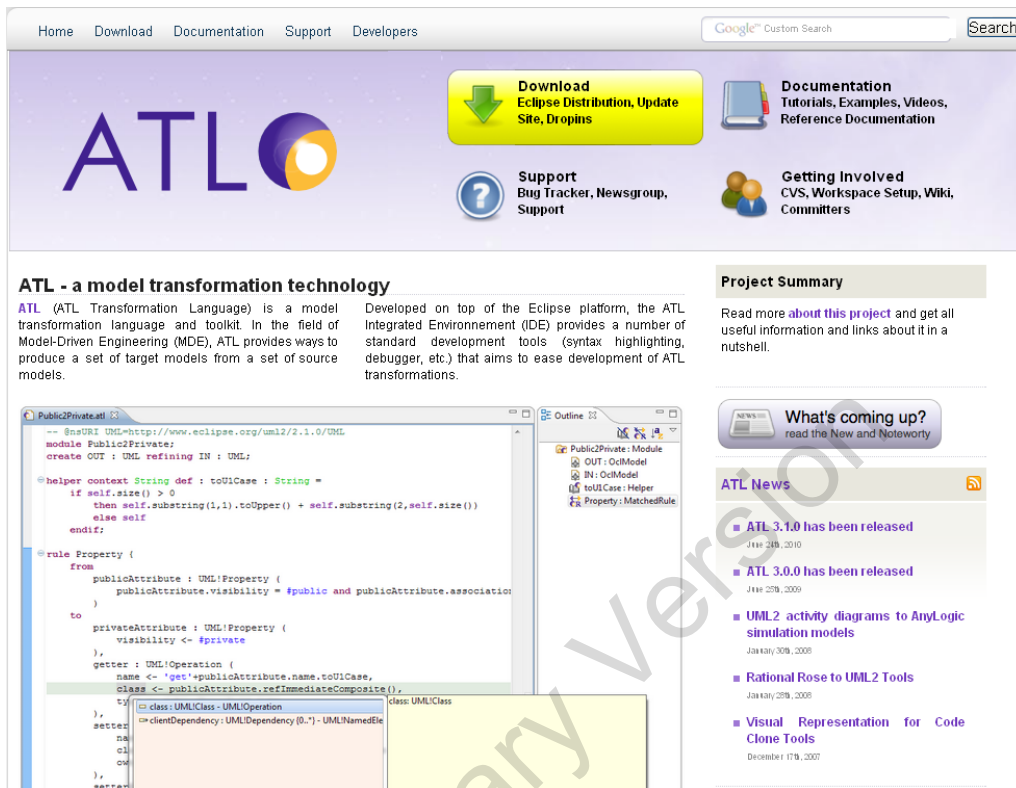 Home Download Documentation Support Developers
Google™ Custom Search
Search
ATL
Download
Eclipse Distribution, Update
Site, Dropins
Documentation
Tutorials, Examples, Videos,
Reference Documentation
Support
Bug Tracker, Newsgroup,
Support
Getting Involved
CVS, Workspace Setup, Wiki,
Committers
ATL - a model transformation technology
ATL (ATL Transformation Language) is a model
transformation language and toolkit. In the field of
Model-Driven Engineering (MDE), ATL provides ways to
produce a set of target models from a set of source
models.
Developed on top of the Eclipse platform, the ATL
Integrated Environnement (IDE) provides a number of
standard development tools (syntax highlighting,
debugger, etc.) that aims to ease development of ATL
transformations.
Public2Private.atl
-- @nsURI UML=http://www.eclipse.org/uml2/2.1.0/UML
module Public2Private;
create OUT : UML refining IN : UML;
helper context String def : toU1Case : String =
if self.size() > 0
then self.substring(1,1).toUpper() + self.substring(2,self.size())
else self
endif;
rule Property {
from
publicAttribute : UML!Property (
publicAttribute.visibility = #public and publicAttribute.association
)
to
privateAttribute : UML!Property (
visibility <- #private
),
getter : UML!Operation (
name <- 'get'+publicAttribute.name.toU1Case,
class <- publicAttribute.refImmediateComposite(),
ty
),
setter
na
cl
ow
),
setter
class : UML!Class - UML!Operation
clientDependency : UML!Dependency {0..*} - UML!NamedEle
class: UML!Class
Outline
Public2Private : Module
OUT : OclModel
IN : OclModel
toU1Case : Helper
Property : MatchedRule
Project Summary
Read more about this project and get all
useful information and links about it in a
nutshell.
NEWS
What's coming up?
read the New and Noteworty
ATL News
ATL 3.1.0 has been released
June 24th, 2010
ATL 3.0.0 has been released
June 25th, 2009
UML2 activity diagrams to AnyLogic
simulation models
January 30th, 2008
Rational Rose to UML2 Tools
January 28th, 2008
Visual Representation for Code
Clone Tools
December 17th, 2007
ary Version